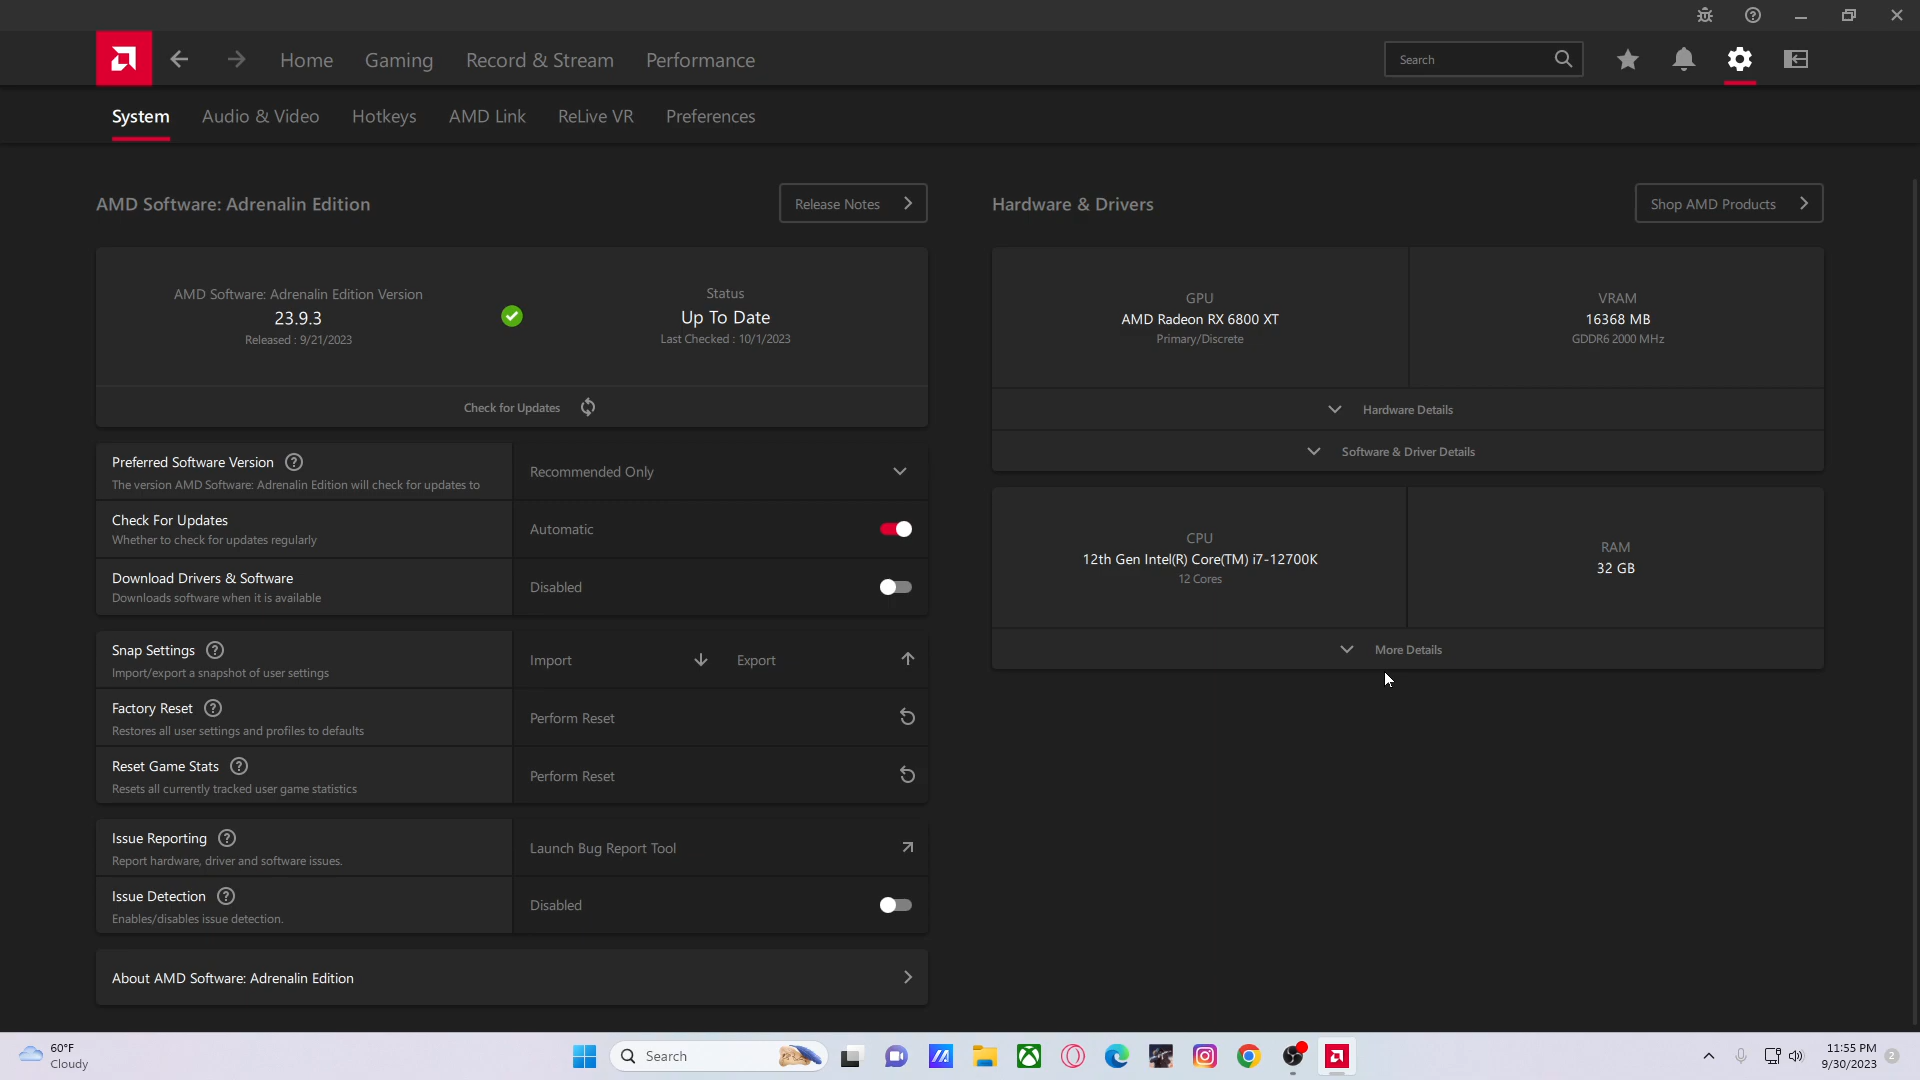 Home
Gaming
Record & Stream
Performance
Search
System
Audio & Video
Hotkeys
AMD Link
ReLive VR
Preferences
AMD Software: Adrenalin Edition
Release Notes
AMD Software: Adrenalin Edition Version
23.9.3
Released : 9/21/2023
Status
Up To Date
Last Checked : 10/1/2023
Check for Updates
Preferred Software Version
The version AMD Software: Adrenalin Edition will check for updates to
Recommended Only
Check For Updates
Whether to check for updates regularly
Automatic
Download Drivers & Software
Downloads software when it is available
Disabled
Snap Settings
Import/export a snapshot of user settings
Import
Export
Factory Reset
Restores all user settings and profiles to defaults
Perform Reset
Reset Game Stats
Resets all currently tracked user game statistics
Perform Reset
Issue Reporting
Report hardware, driver and software issues.
Launch Bug Report Tool
Issue Detection
Enables/disables issue detection.
Disabled
About AMD Software: Adrenalin Edition
Hardware & Drivers
Shop AMD Products
GPU
AMD Radeon RX 6800 XT
Primary/Discrete
VRAM
16368 MB
GDDR6 2000 MHz
Hardware Details
Software & Driver Details
CPU
12th Gen Intel(R) Core(TM) i7-12700K
12 Cores
RAM
32 GB
More Details
60°F
Cloudy
Search
11:55 PM
9/30/2023
2